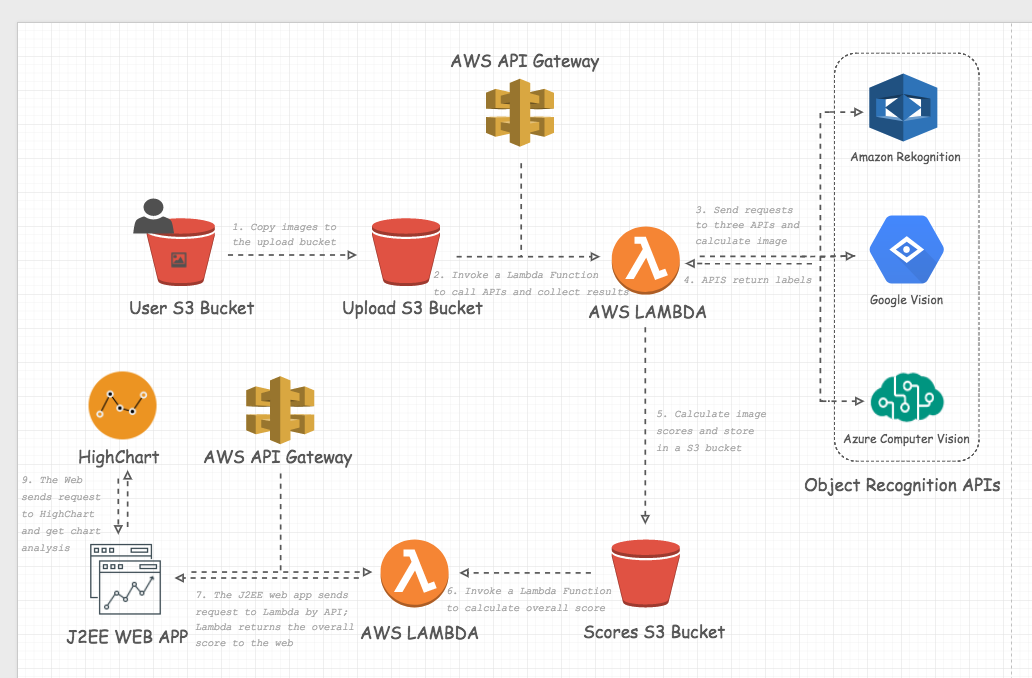 AWS API Gateway
Amazon Rekognition
1. Copy images to
the upload bucket
3. Send requests
to three APIs and
calculate image
2. Invoke a Lambda Function
to call APIs and collect results
4. APIS return labels
Google Vision
User S3 Bucket
Upload S3 Bucket
AWS LAMBDA
5. Calculate image
scores and store
in a S3 bucket
Azure Computer Vision
Object Recognition APIs
HighChart
AWS API Gateway
9. The Web
sends request
to HighChart
and get chart
analysis
7. The J2EE web app sends
request to Lambda by API;
Lambda returns the overall
score to the web
6. Invoke a Lambda Function
to calculate overall score
J2EE WEB APP
AWS LAMBDA
Scores S3 Bucket